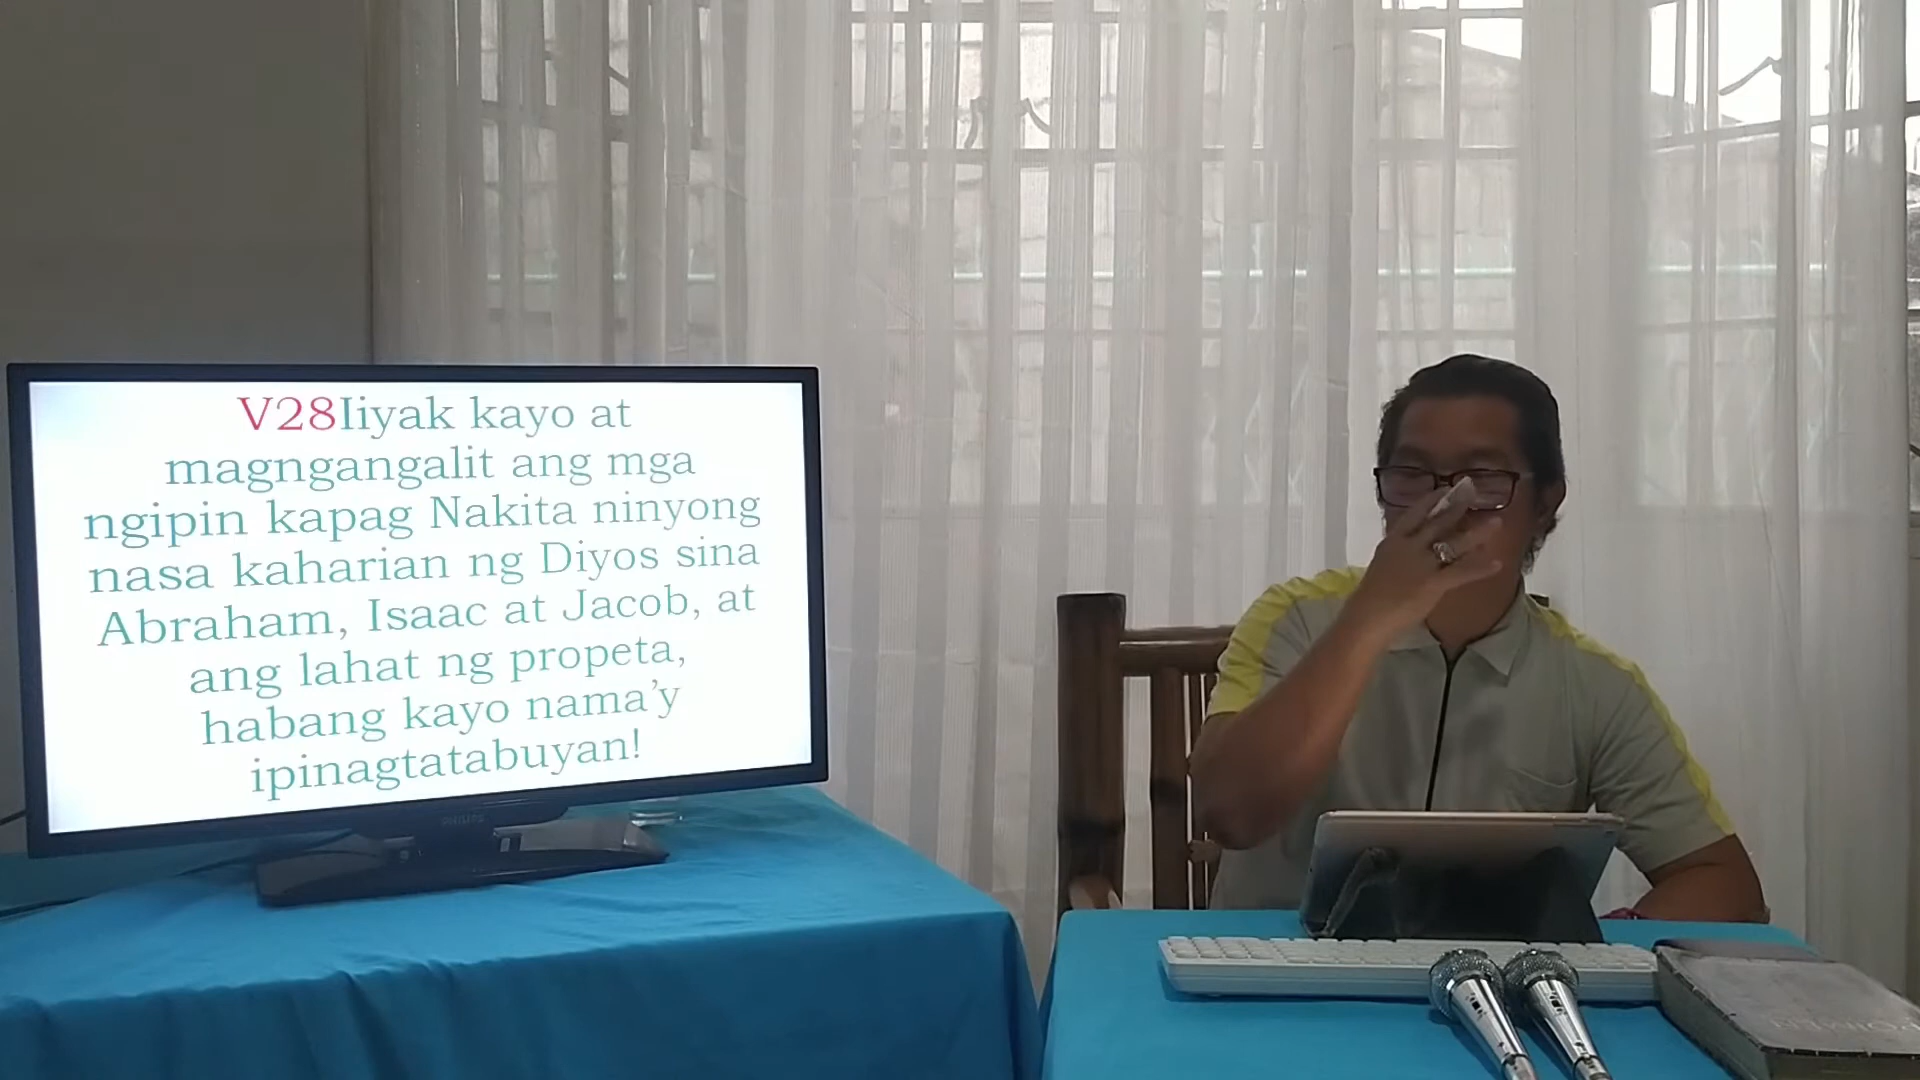 V28Iiyak kayo at
magngangalit ang mga
ngipin kapag Nakita ninyong
nasa kaharian ng Diyos sina
Abraham, Isaac at Jacob, at
ang lahat ng propeta,
habang kayo nama’y
ipinagtatabuyan!
PHILIPS